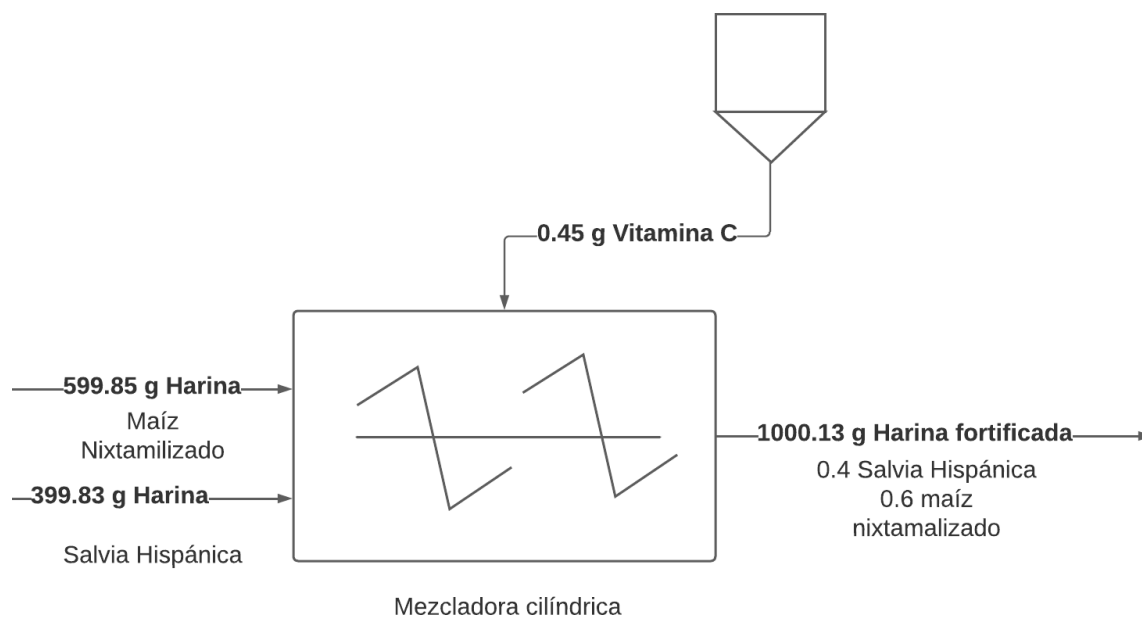 0.45 g Vitamina C
599.85 g Harina
Maíz
Nixtamilizado
399.83 g Harina
Salvia Hispánica
1000.13 g Harina fortificada
0.4 Salvia Hispánica
0.6 maíz
nixtamalizado
Mezcladora cilíndrica